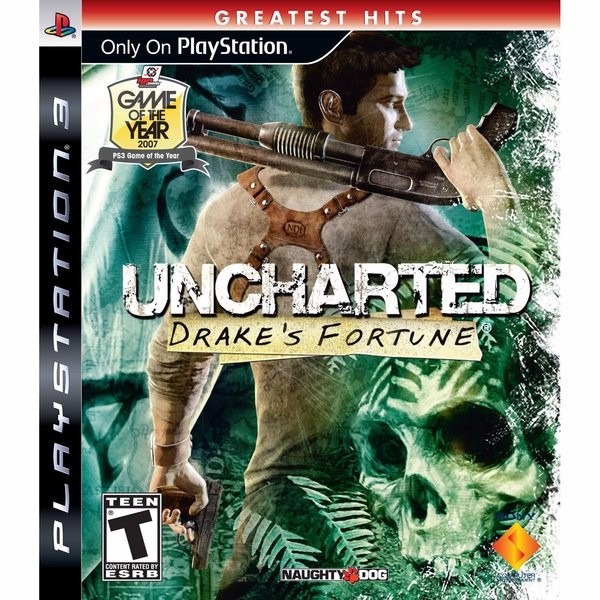 GREATEST HITS
Only On PlayStation®
PLAYSTATION® 3
GAME
OF THE
YEAR
2007
PS3 Game of the Year
NDI
UNCHARTED
DRAKE'S FORTUNE®
TEEN
T
CONTENT RATED BY
ESRB
NAUGHTY DOG